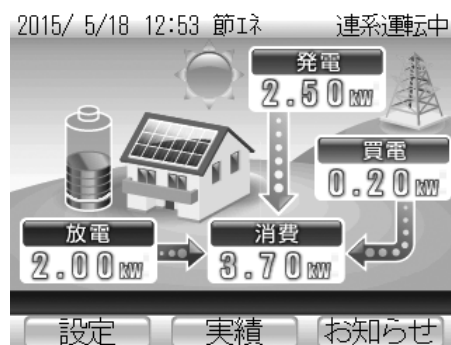 2015/ 5/18 12:53 節エネ 連系運転中
発電
2.50kW
買電
0.20kW
放電
2.00kW
消費
3.70kW
設定 実績 お知らせ